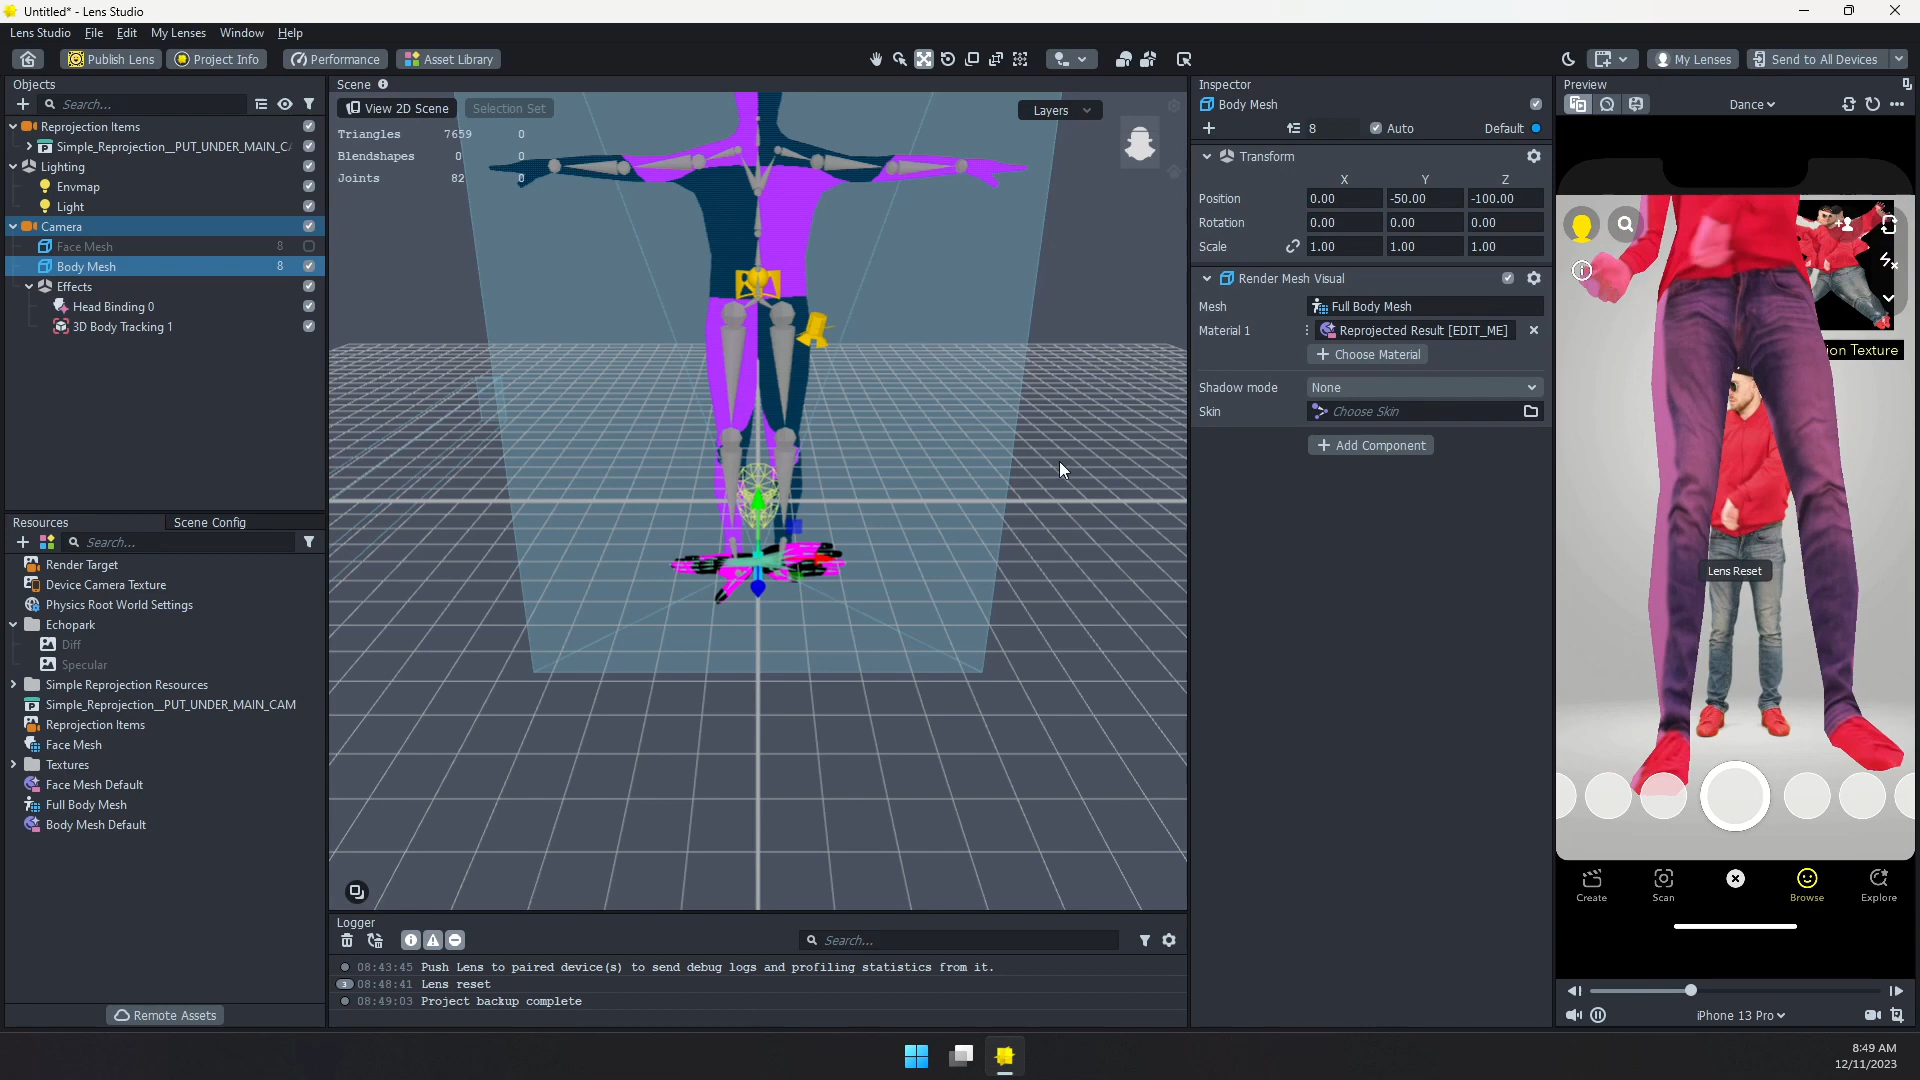 Untitled* - Lens Studio
Lens Studio File Edit My Lenses Window Help
Publish Lens Project Info Performance Asset Library My Lenses Send to All Devices
Objects
Search...
Reprojection Items
Simple_Reprojection__PUT_UNDER_MAIN_C
Lighting
Envmap
Light
Camera
Face Mesh 8
Body Mesh 8
Effects
Head Binding 0
3D Body Tracking 1
Resources Scene Config
Search...
Render Target
Device Camera Texture
Physics Root World Settings
Echopark
Diff
Specular
Simple Reprojection Resources
Simple_Reprojection__PUT_UNDER_MAIN_CAM
Reprojection Items
Face Mesh
Textures
Face Mesh Default
Full Body Mesh
Body Mesh Default
Remote Assets
Scene
View 2D Scene Selection Set Layers
Triangles 7659 0
Blendshapes 0 0
Joints 82 0
Logger
Search...
08:43:45 Push Lens to paired device(s) to send debug logs and profiling statistics from it.
3 08:48:41 Lens reset
08:49:03 Project backup complete
Inspector
Body Mesh
8 Auto Default
Transform
X Y Z
Position 0.00 -50.00 -100.00
Rotation 0.00 0.00 0.00
Scale 1.00 1.00 1.00
Render Mesh Visual
Mesh Full Body Mesh
Material 1 Reprojected Result [EDIT_ME]
Choose Material
Shadow mode None
Skin Choose Skin
Add Component
Preview
Dance
ion Texture
Lens Reset
Create Scan Browse Explore
iPhone 13 Pro
8:49 AM
12/11/2023